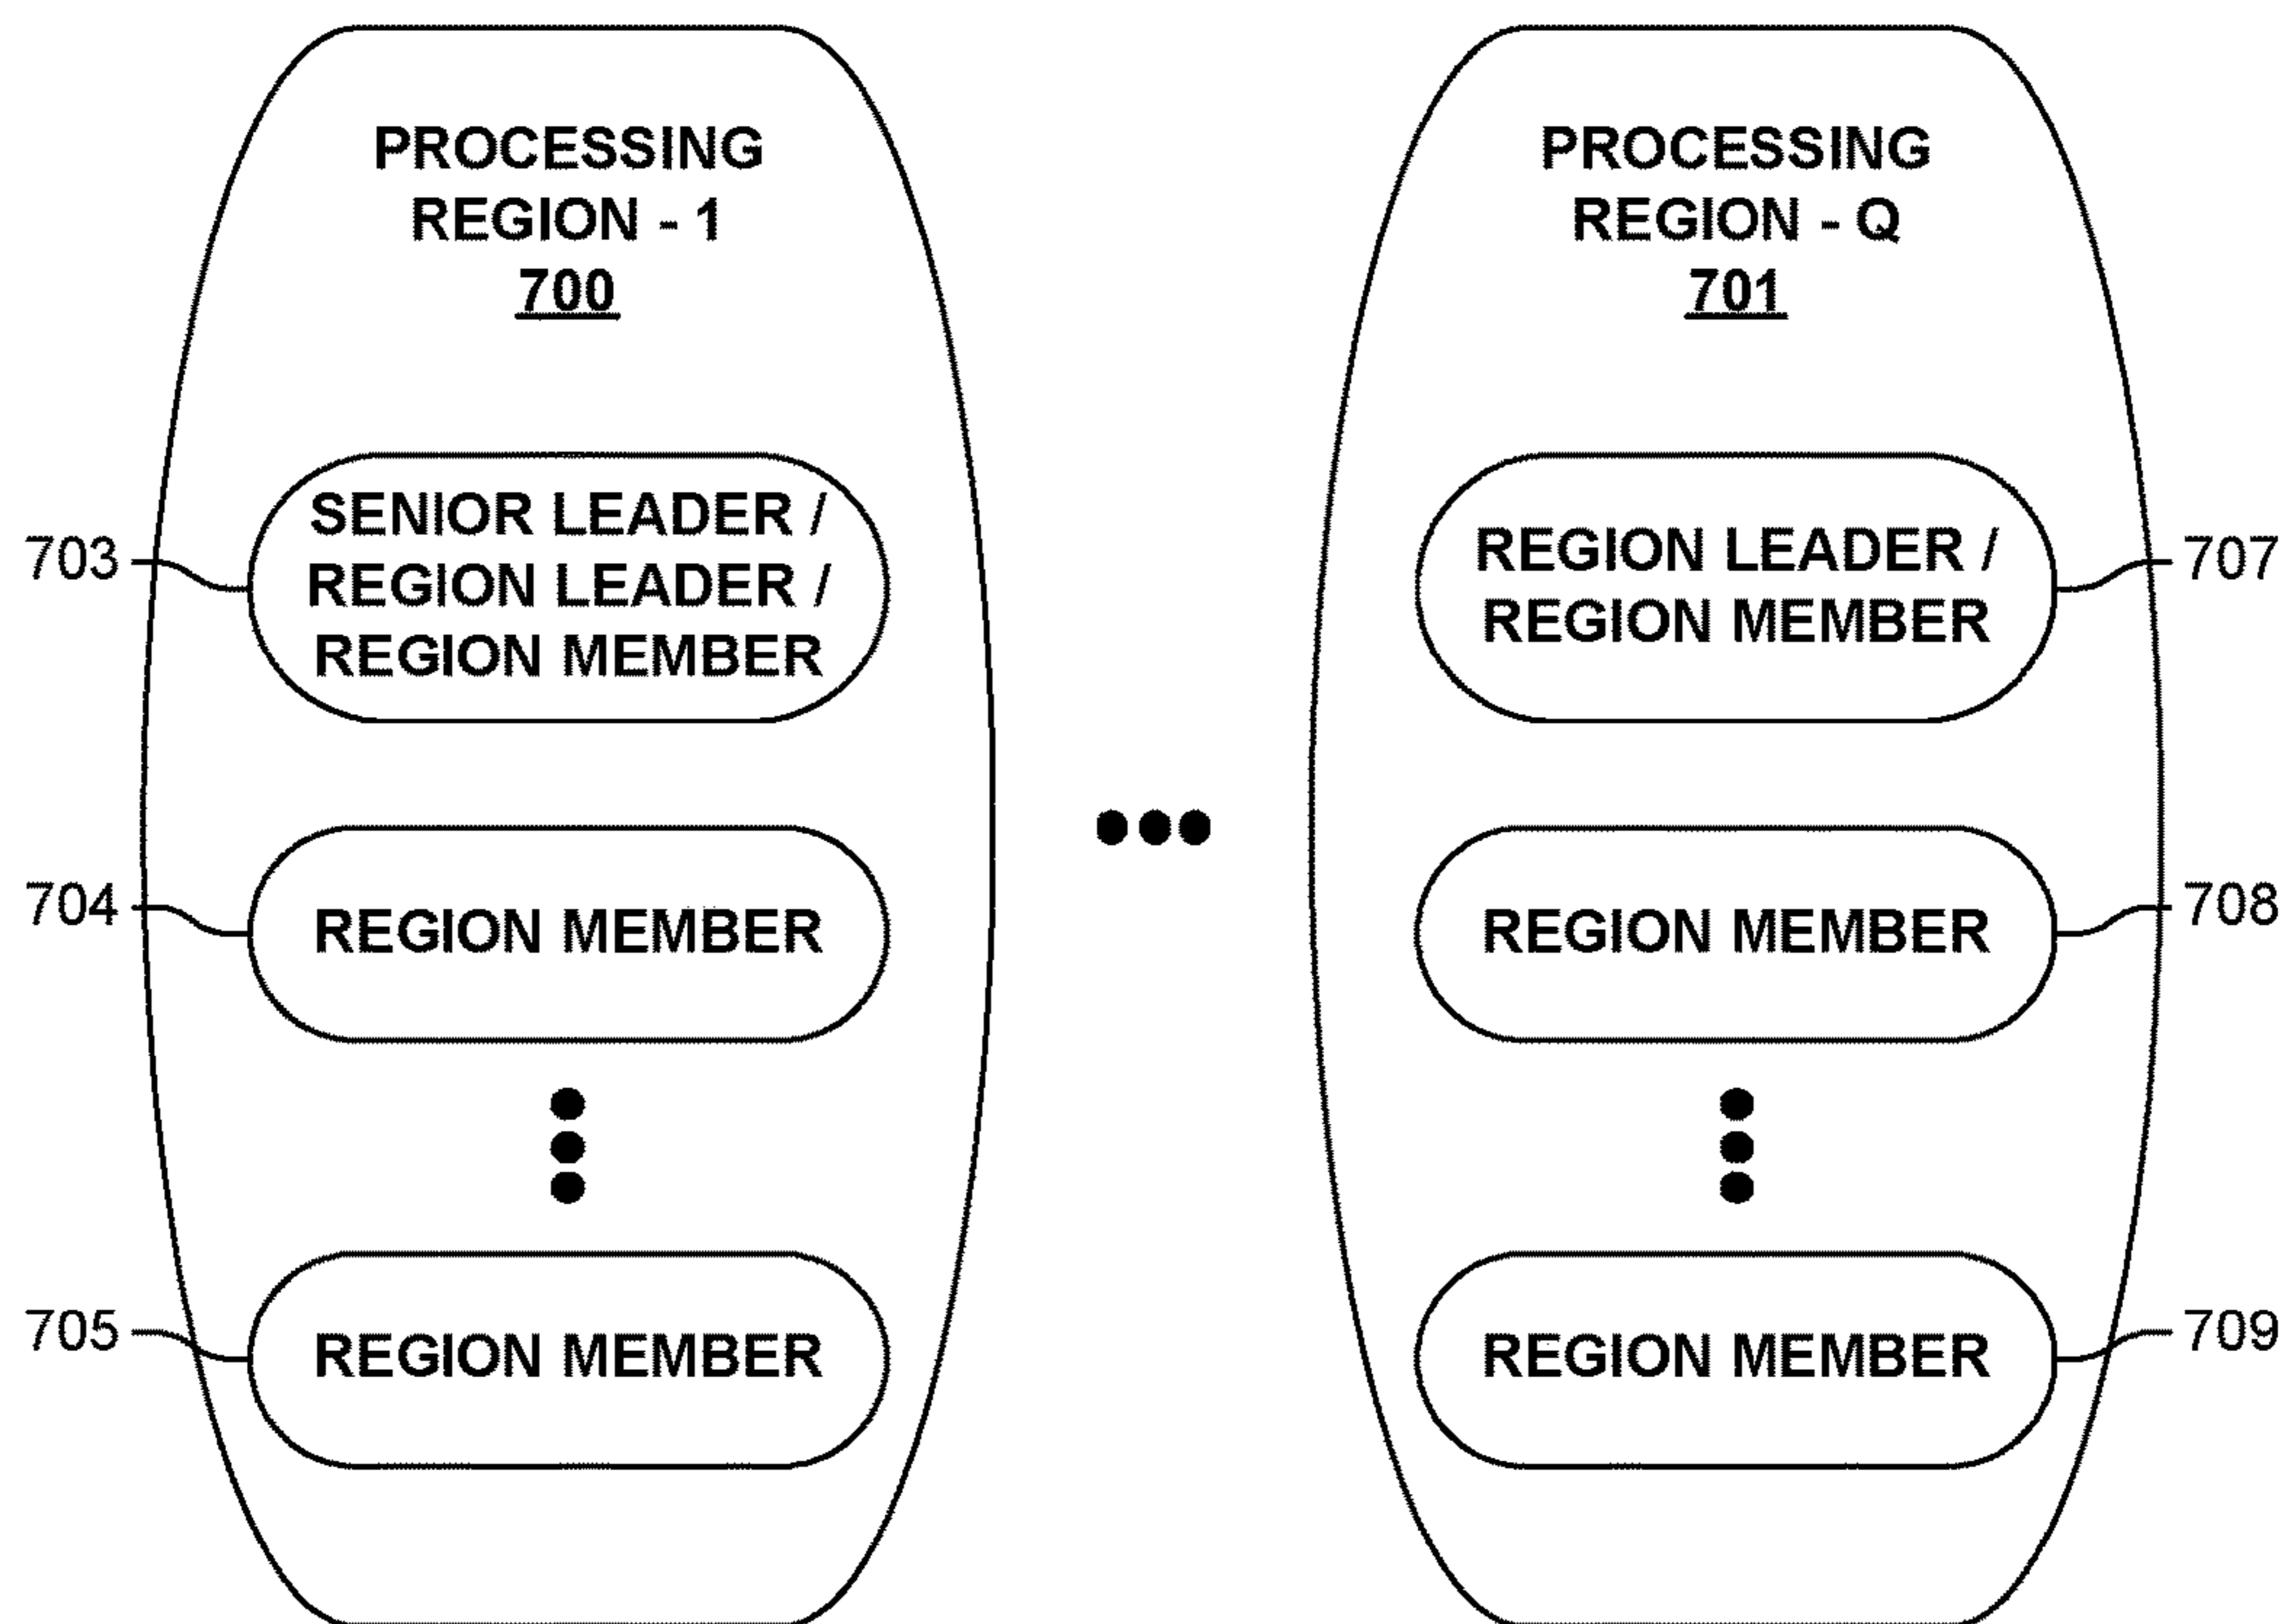 PROCESSING
REGION - 1
700
703
SENIOR LEADER /
REGION LEADER /
REGION MEMBER
704
REGION MEMBER
705
REGION MEMBER
PROCESSING
REGION - Q
701
REGION LEADER /
REGION MEMBER
707
REGION MEMBER
708
REGION MEMBER
709